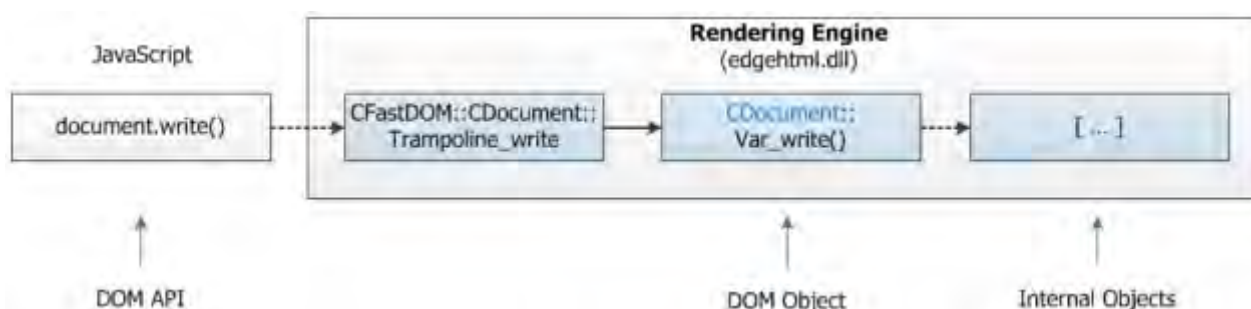 Rendering Engine
(edgehtml.dll)
JavaScript
document.write()
CFastDOM::CDocument::
Trampoline_write
CDocument::
Var_write()
[ ... ]
DOM API
DOM Object
Internal Objects